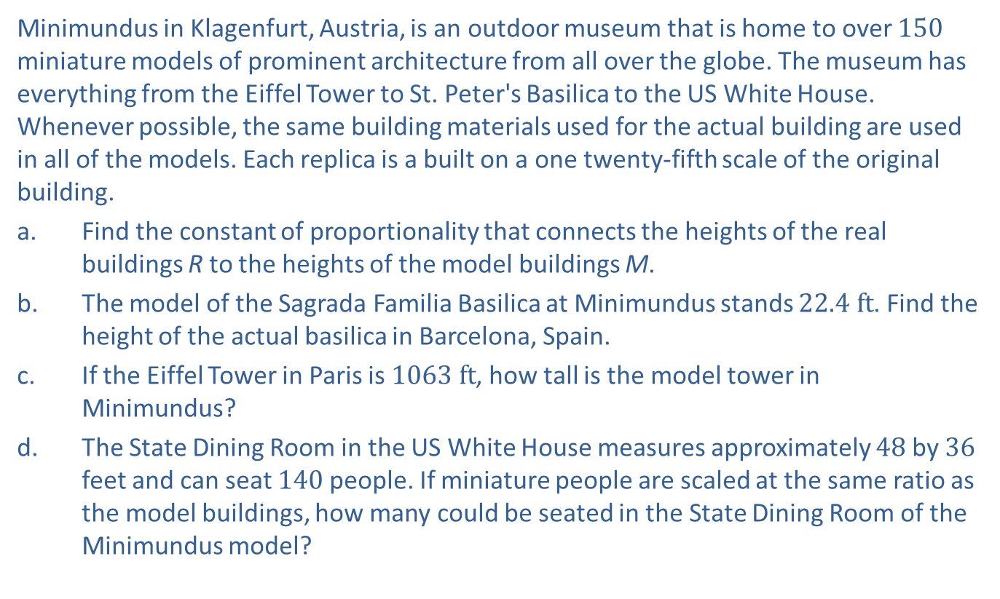 Minimundus in Klagenfurt, Austria, is an outdoor museum that is home to over 150
miniature models of prominent architecture from all over the globe. The museum has
everything from the Eiffel Tower to St. Peter's Basilica to the US White House.
Whenever possible, the same building materials used for the actual building are used
in all of the models. Each replica is a built on a one twenty-fifth scale of the original
building.
a. Find the constant of proportionality that connects the heights of the real
buildings R to the heights of the model buildings M.
b. The model of the Sagrada Familia Basilica at Minimundus stands 22.4 ft. Find the
height of the actual basilica in Barcelona, Spain.
c. If the Eiffel Tower in Paris is 1063 ft, how tall is the model tower in
Minimundus?
d. The State Dining Room in the US White House measures approximately 48 by 36
feet and can seat 140 people. If miniature people are scaled at the same ratio as
the model buildings, how many could be seated in the State Dining Room of the
Minimundus model?